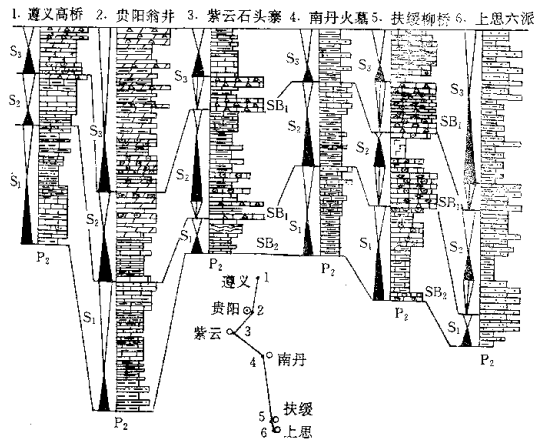 1. 遵义高桥 2. 贵阳翁井 3. 紫云石头寨 4. 南丹火墓 5. 扶绥柳桥 6. 上思六派
S₃ S₂ S₁ P₂
S₃ S₂ S₁ P₂
S₃ S₂ S₁ P₂
SB₁ SB₁ SB₂
S₃ S₂ S₁ P₂
S₃ S₂ S₁ P₂
SB₁ SB₁ SB₂
S₃ S₂ S₁ P₂
遵义 1
贵阳 2
紫云 3
4 南丹
5 扶绥
6 上思